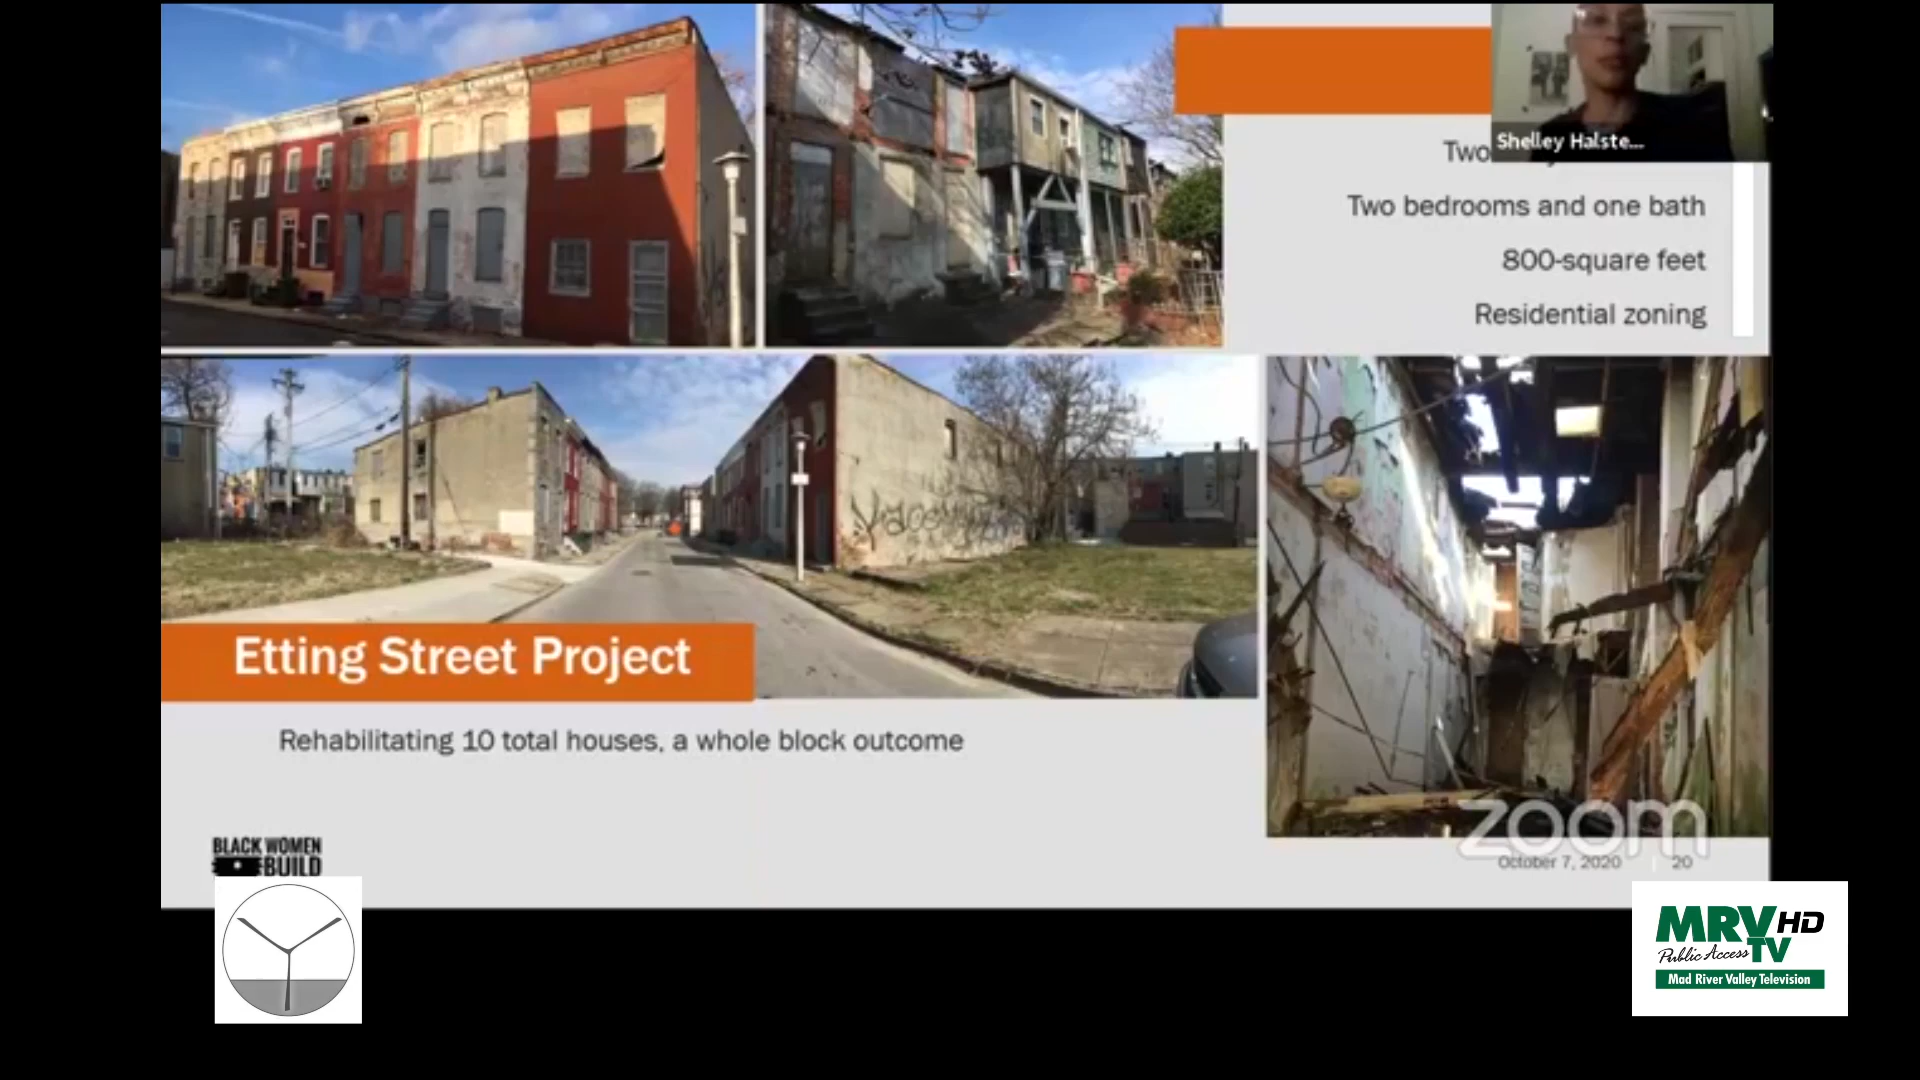 Shelley Halste...
Two
Two bedrooms and one bath
800-square feet
Residential zoning
Etting Street Project
Rehabilitating 10 total houses, a whole block outcome
BLACK WOMEN
BUILD
zoom
October 7, 2020 | 20
MRV HD
Public Access TV
Mad River Valley Television